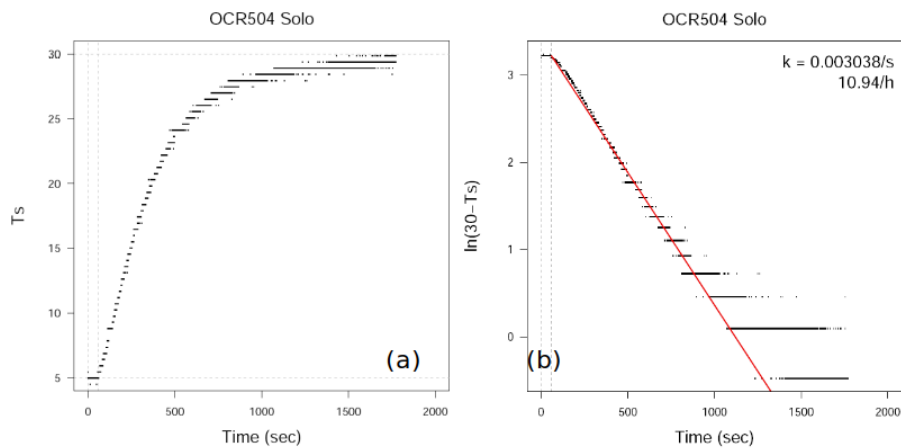 OCR504 Solo
30
25
20
15
10
5
Ts
0
500
1000
1500
2000
Time (sec)
(a)
OCR504 Solo
k = 0.003038/s
10.94/h
3
2
1
0
ln(30−Ts)
0
500
1000
1500
2000
Time (sec)
(b)